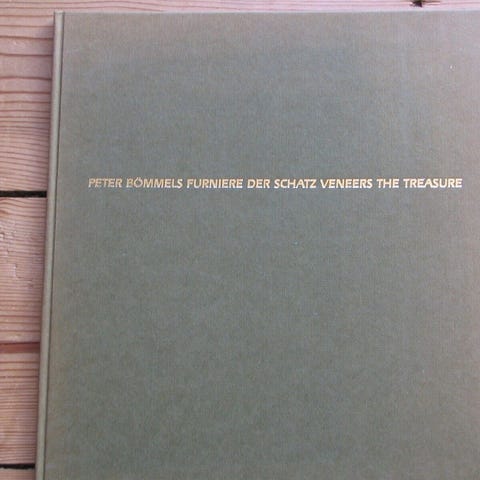 PETER BÖMMELS FURNIERE DER SCHATZ VENEERS THE TREASURE